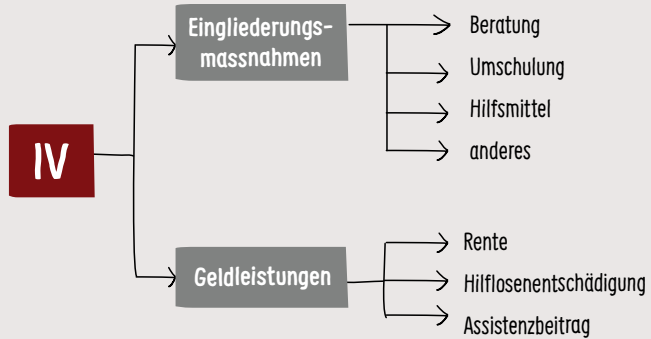 IV
Eingliederungs-
massnahmen
Beratung
Umschulung
Hilfsmittel
anderes
Geldleistungen
Rente
Hilflosenentschädigung
Assistenzbeitrag